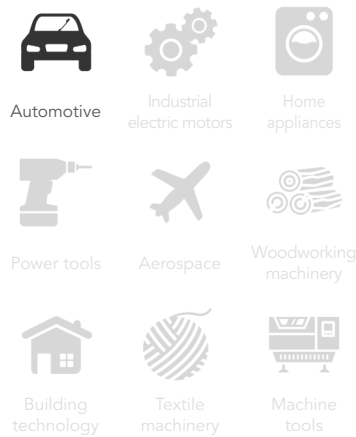 Automotive
Industrial
electric motors
Home
appliances
Power tools
Aerospace
Woodworking
machinery
Building
technology
Textile
machinery
Machine
tools